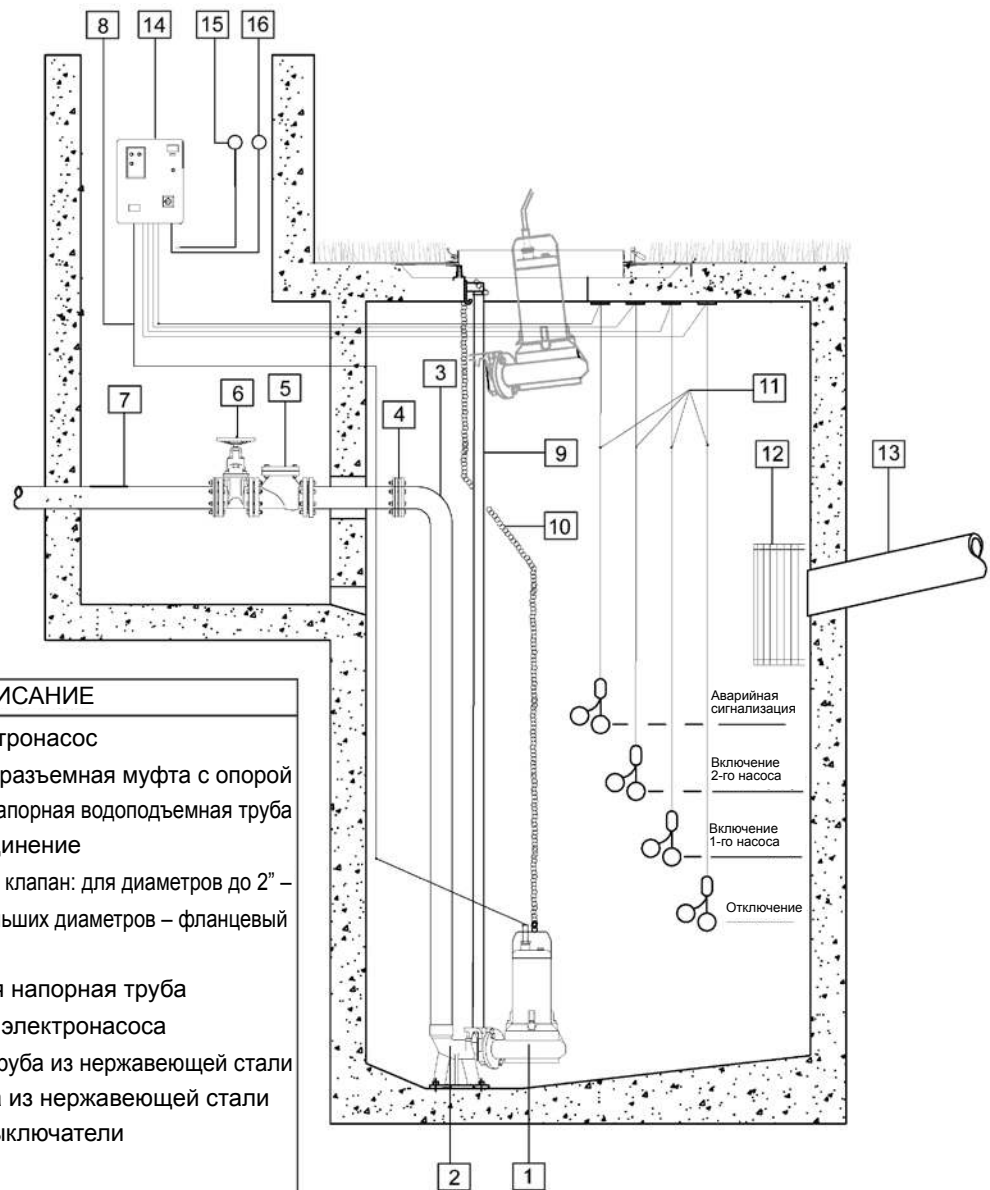 8 14 15 16
6 5 3 4
7
9 11
12 13
10
Аварийная
сигнализация
Включение
2-го насоса
Включение
1-го насоса
Отключение
ИСАНИЕ
тронасос
разъемная муфта с опорой
апорная водоподъемная труба
динение
клапан: для диаметров до 2” –
ьших диаметров – фланцевый
я напорная труба
электронасоса
руба из нержавеющей стали
а из нержавеющей стали
ыключатели
2 1